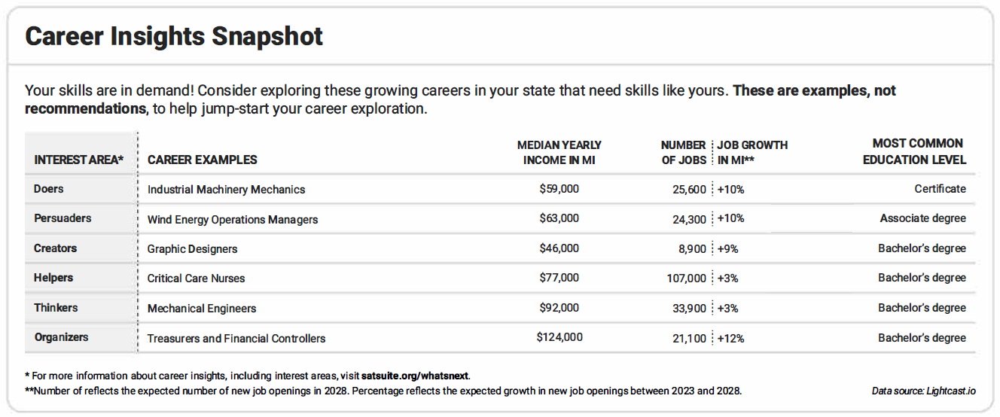 Career Insights Snapshot
Your skills are in demand! Consider exploring these growing careers in your state that need skills like yours. These are examples, not
recommendations, to help jump-start your career exploration.
INTEREST AREA* CAREER EXAMPLES MEDIAN YEARLY INCOME IN MI NUMBER OF JOBS JOB GROWTH IN MI** MOST COMMON EDUCATION LEVEL
Doers Industrial Machinery Mechanics $59,000 25,600 +10% Certificate
Persuaders Wind Energy Operations Managers $63,000 24,300 +10% Associate degree
Creators Graphic Designers $46,000 8,900 +9% Bachelor's degree
Helpers Critical Care Nurses $77,000 107,000 +3% Bachelor's degree
Thinkers Mechanical Engineers $92,000 33,900 +3% Bachelor's degree
Organizers Treasurers and Financial Controllers $124,000 21,100 +12% Bachelor's degree
* For more information about career insights, including interest areas, visit satsuite.org/whatsnext.
**Number of reflects the expected number of new job openings in 2028. Percentage reflects the expected growth in new job openings between 2023 and 2028. Data source: Lightcast.io